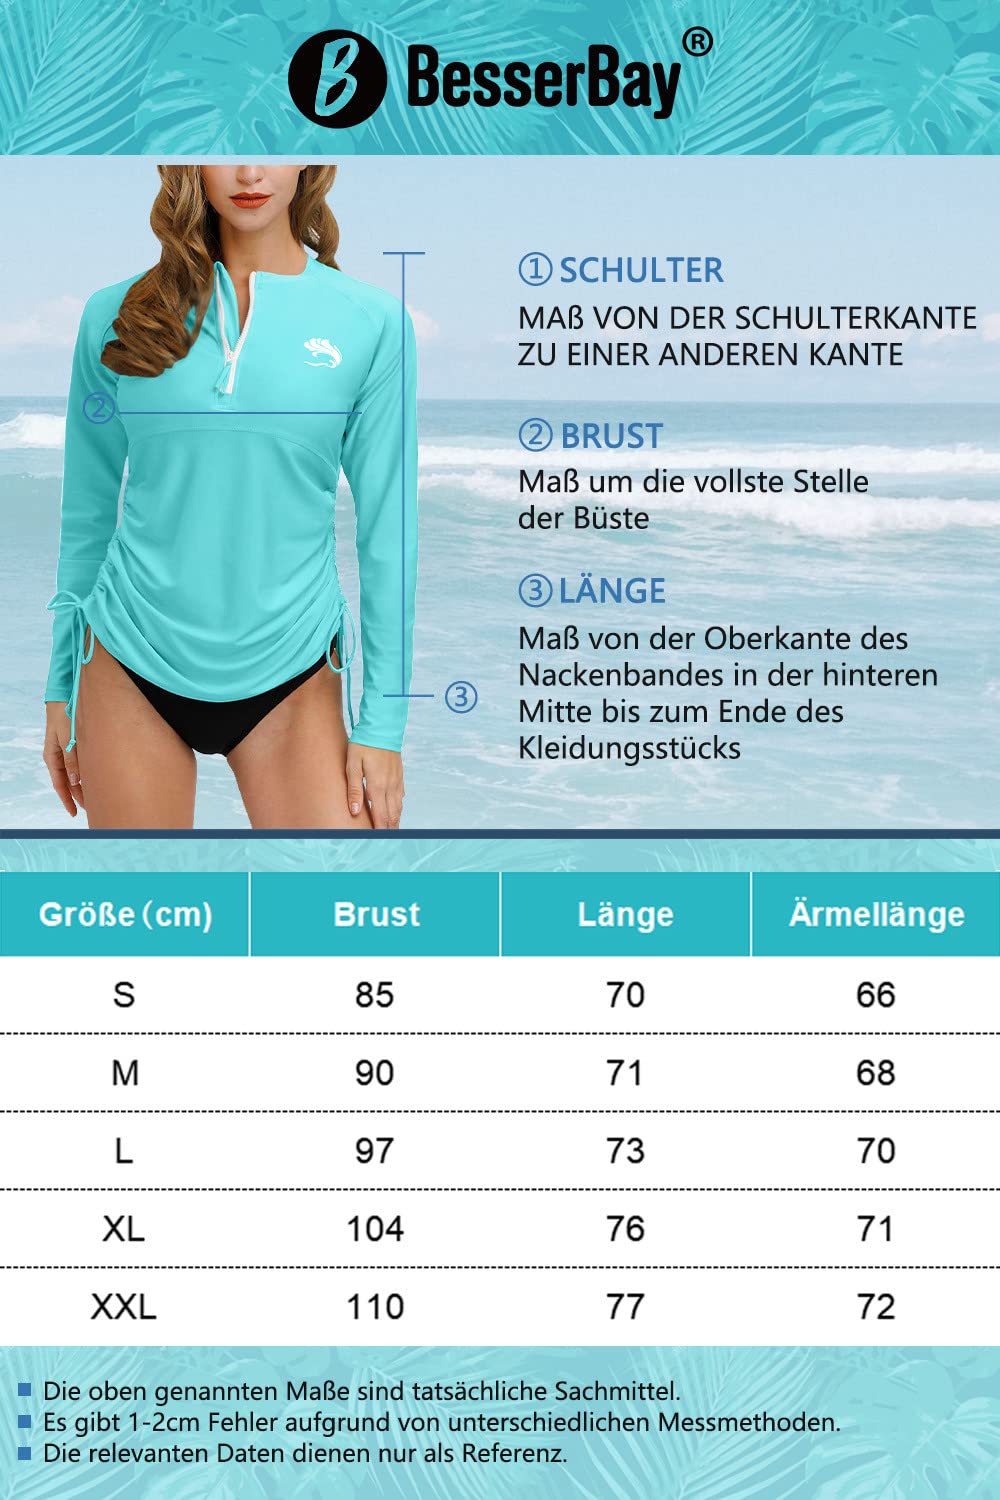 B BesserBay®
① SCHULTER
MAß VON DER SCHULTERKANTE
ZU EINER ANDEREN KANTE
② BRUST
Maß um die vollste Stelle
der Büste
③ LÄNGE
Maß von der Oberkante des
Nackenbandes in der hinteren
Mitte bis zum Ende des
Kleidungsstücks
②
③
Größe(cm) Brust Länge Ärmellänge
S 85 70 66
M 90 71 68
L 97 73 70
XL 104 76 71
XXL 110 77 72
Die oben genannten Maße sind tatsächliche Sachmittel.
Es gibt 1-2cm Fehler aufgrund von unterschiedlichen Messmethoden.
Die relevanten Daten dienen nur als Referenz.